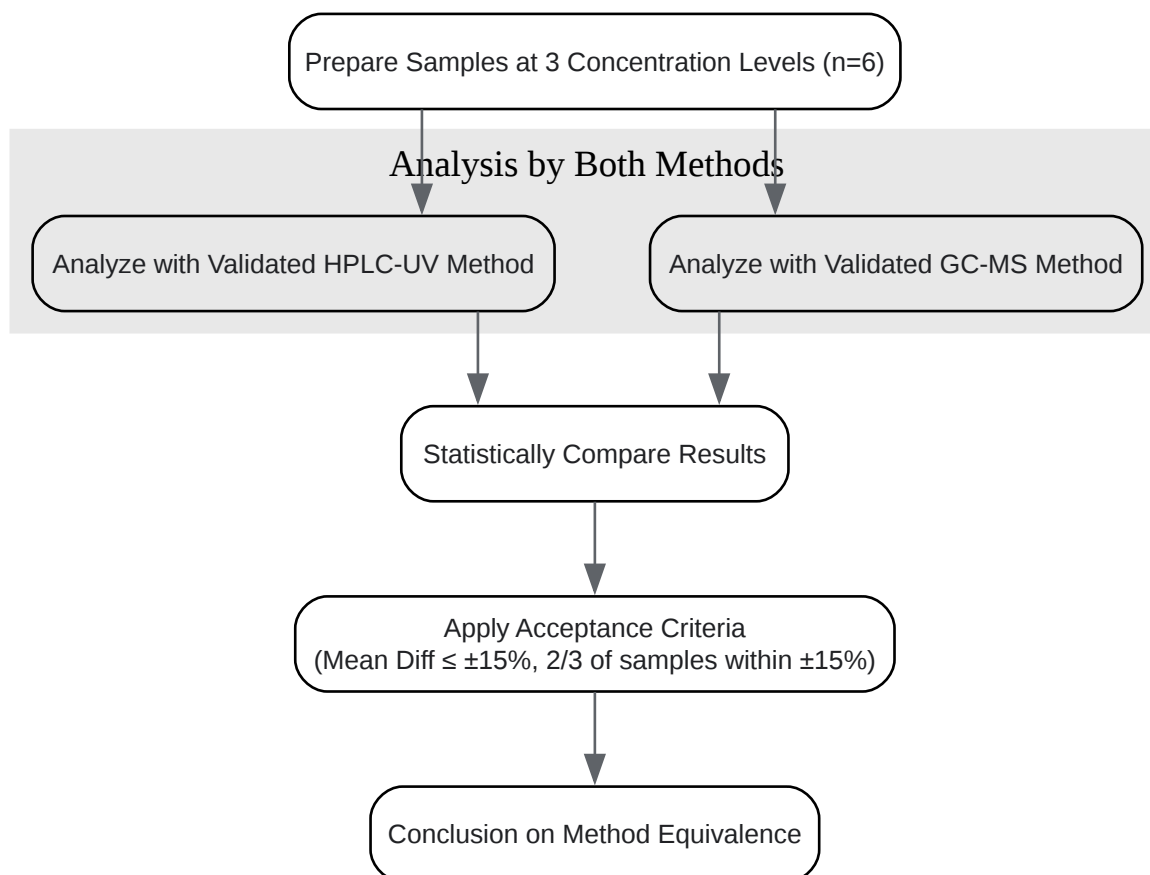 Prepare Samples at 3 Concentration Levels (n=6)
Analysis by Both Methods
Analyze with Validated HPLC-UV Method
Analyze with Validated GC-MS Method
Statistically Compare Results
Apply Acceptance Criteria
(Mean Diff ≤ ±15%, 2/3 of samples within ±15%)
Conclusion on Method Equivalence